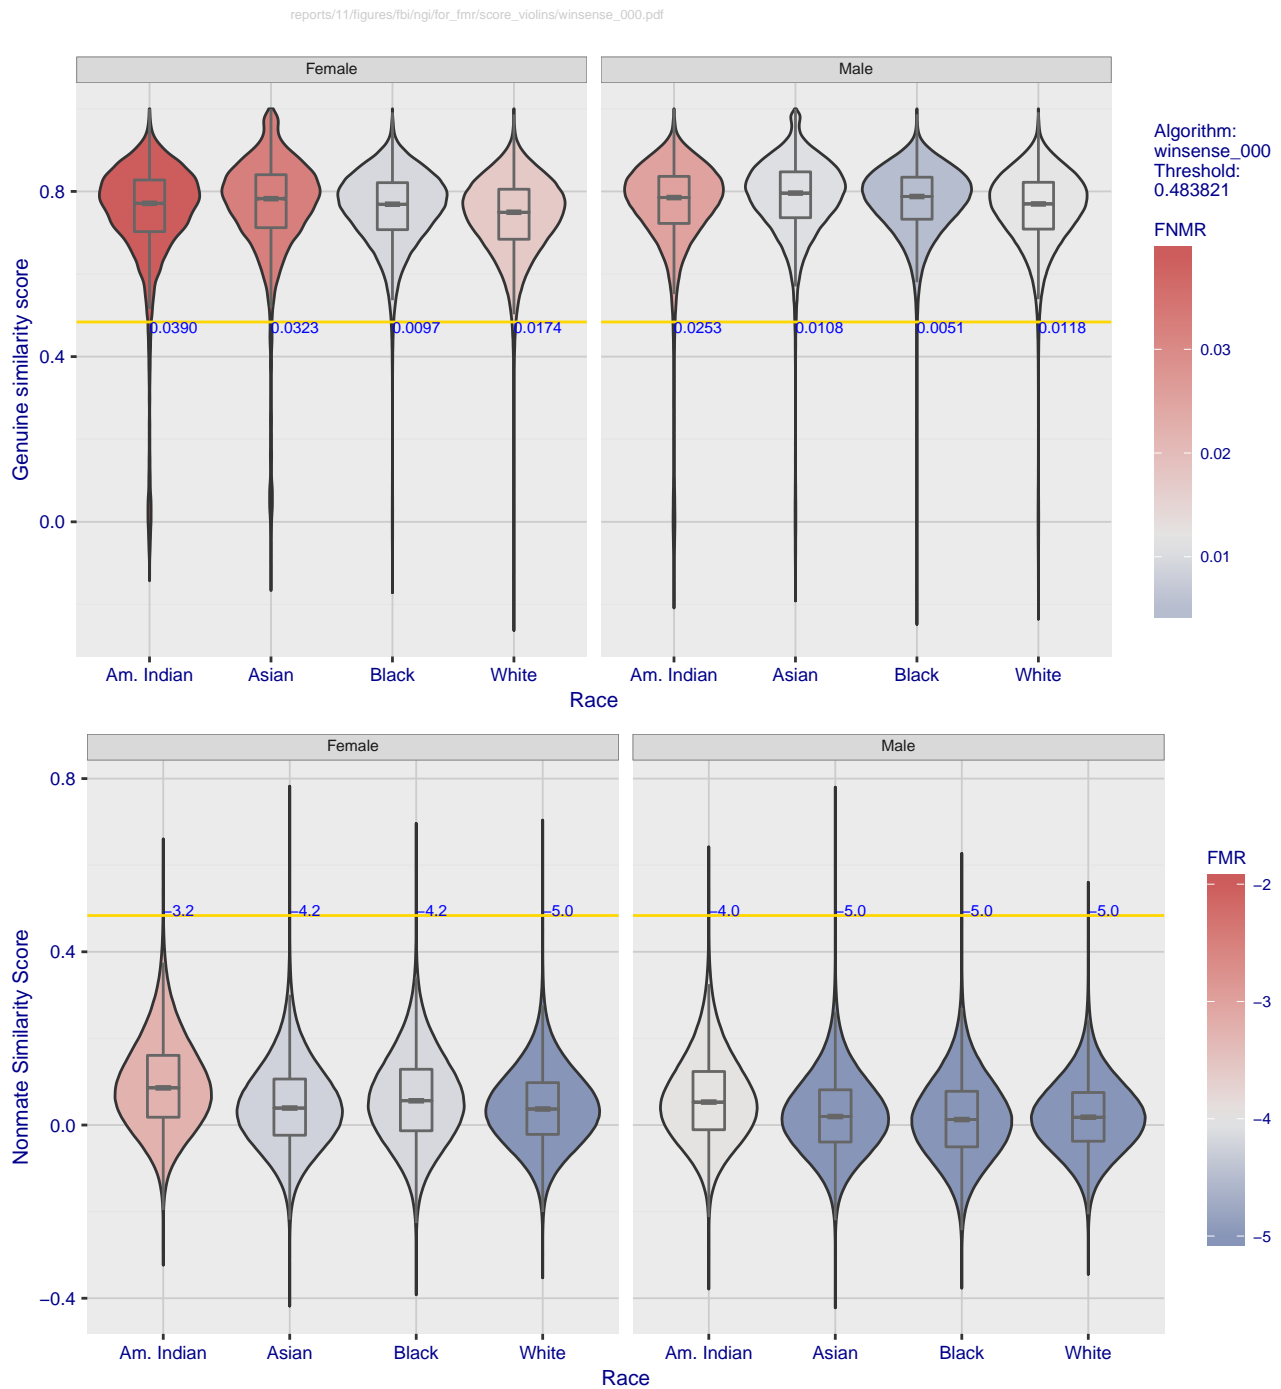 reports/11/figures/fbi/ngi/for_fmr/score_violins/winsense_000.pdf
Female
Male
Genuine similarity score
0.8
0.4
0.0
0.0390
0.0323
0.0097
0.0174
0.0253
0.0108
0.0051
0.0118
Am. Indian
Asian
Black
White
Am. Indian
Asian
Black
White
Race
Algorithm:
winsense_000
Threshold:
0.483821
FNMR
0.03
0.02
0.01
Female
Male
Nonmate Similarity Score
0.8
0.4
0.0
−0.4
−3.2
−4.2
−4.2
−5.0
−4.0
−5.0
−5.0
−5.0
Am. Indian
Asian
Black
White
Am. Indian
Asian
Black
White
Race
FMR
−2
−3
−4
−5